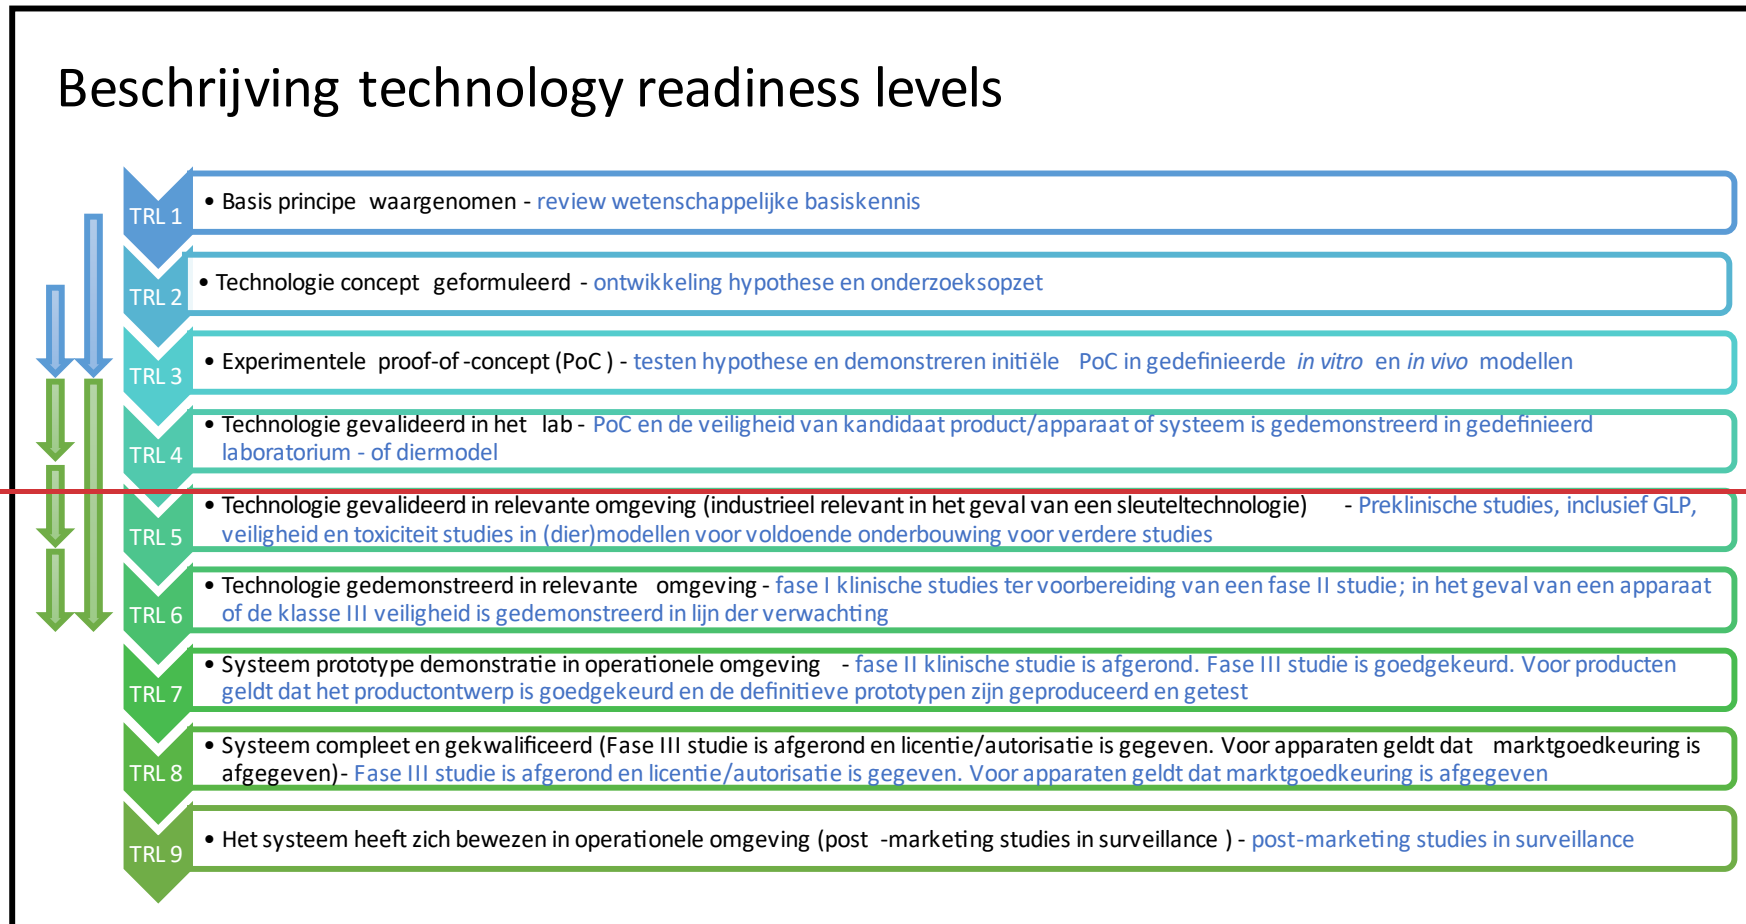 Beschrijving technology readiness levels
TRL 1
• Basis principe waargenomen - review wetenschappelijke basiskennis
TRL 2
• Technologie concept geformuleerd - ontwikkeling hypothese en onderzoeksopzet
TRL 3
• Experimentele proof-of -concept (PoC ) - testen hypothese en demonstreren initiële PoC in gedefinieerde in vitro en in vivo modellen
TRL 4
• Technologie gevalideerd in het lab - PoC en de veiligheid van kandidaat product/apparaat of systeem is gedemonstreerd in gedefinieerd
laboratorium - of diermodel
TRL 5
• Technologie gevalideerd in relevante omgeving (industrieel relevant in het geval van een sleuteltechnologie) - Preklinische studies, inclusief GLP,
veiligheid en toxiciteit studies in (dier)modellen voor voldoende onderbouwing voor verdere studies
TRL 6
• Technologie gedemonstreerd in relevante omgeving - fase I klinische studies ter voorbereiding van een fase II studie; in het geval van een apparaat
of de klasse III veiligheid is gedemonstreerd in lijn der verwachting
TRL 7
• Systeem prototype demonstratie in operationele omgeving - fase II klinische studie is afgerond. Fase III studie is goedgekeurd. Voor producten
geldt dat het productontwerp is goedgekeurd en de definitieve prototypen zijn geproduceerd en getest
TRL 8
• Systeem compleet en gekwalificeerd (Fase III studie is afgerond en licentie/autorisatie is gegeven. Voor apparaten geldt dat marktgoedkeuring is
afgegeven)- Fase III studie is afgerond en licentie/autorisatie is gegeven. Voor apparaten geldt dat marktgoedkeuring is afgegeven
TRL 9
• Het systeem heeft zich bewezen in operationele omgeving (post -marketing studies in surveillance ) - post-marketing studies in surveillance